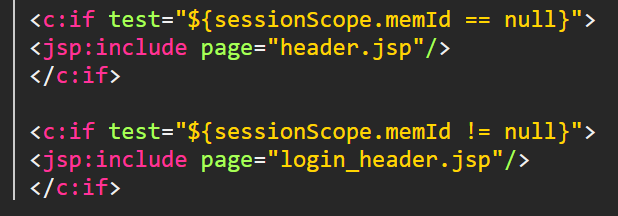 <c:if test="${sessionScope.memId == null}">
<jsp:include page="header.jsp"/>
</c:if>
<c:if test="${sessionScope.memId != null}">
<jsp:include page="login_header.jsp"/>
</c:if>